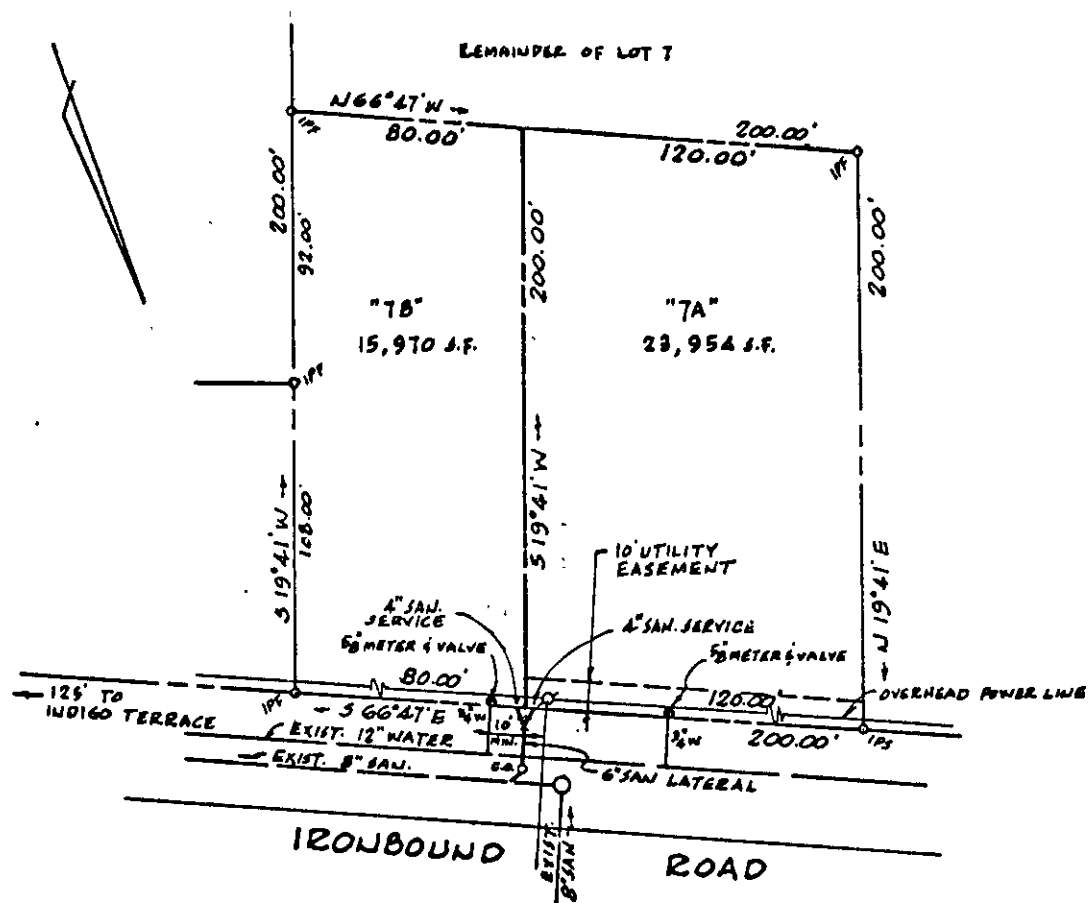 REMAINDER OF LOT 7
N66°47'W →
80.00'
200.00'
120.00'
IPF
IPF
200.00'
92.00'
200.00'
200.00'
"7B"
15,970 S.F.
"7A"
23,954 S.F.
IPF
S 19°41' W →
108.00'
S 19°41' W →
← N 19°41' E
10' UTILITY
EASEMENT
4" SAN.
SERVICE
4" SAN. SERVICE
5/8" METER & VALVE
5/8" METER & VALVE
80.00'
120.00'
OVERHEAD POWER LINE
← 125' TO
INDIGO TERRACE
IPF
← S 66°47' E
3/4" W
10'
MIN.
3/4" W
200.00'
IPS
EXIST. 12" WATER
← EXIST. 8" SAN.
C.O.
6" SAN LATERAL
IRONBOUND ROAD
EXIST.
8" SAN →